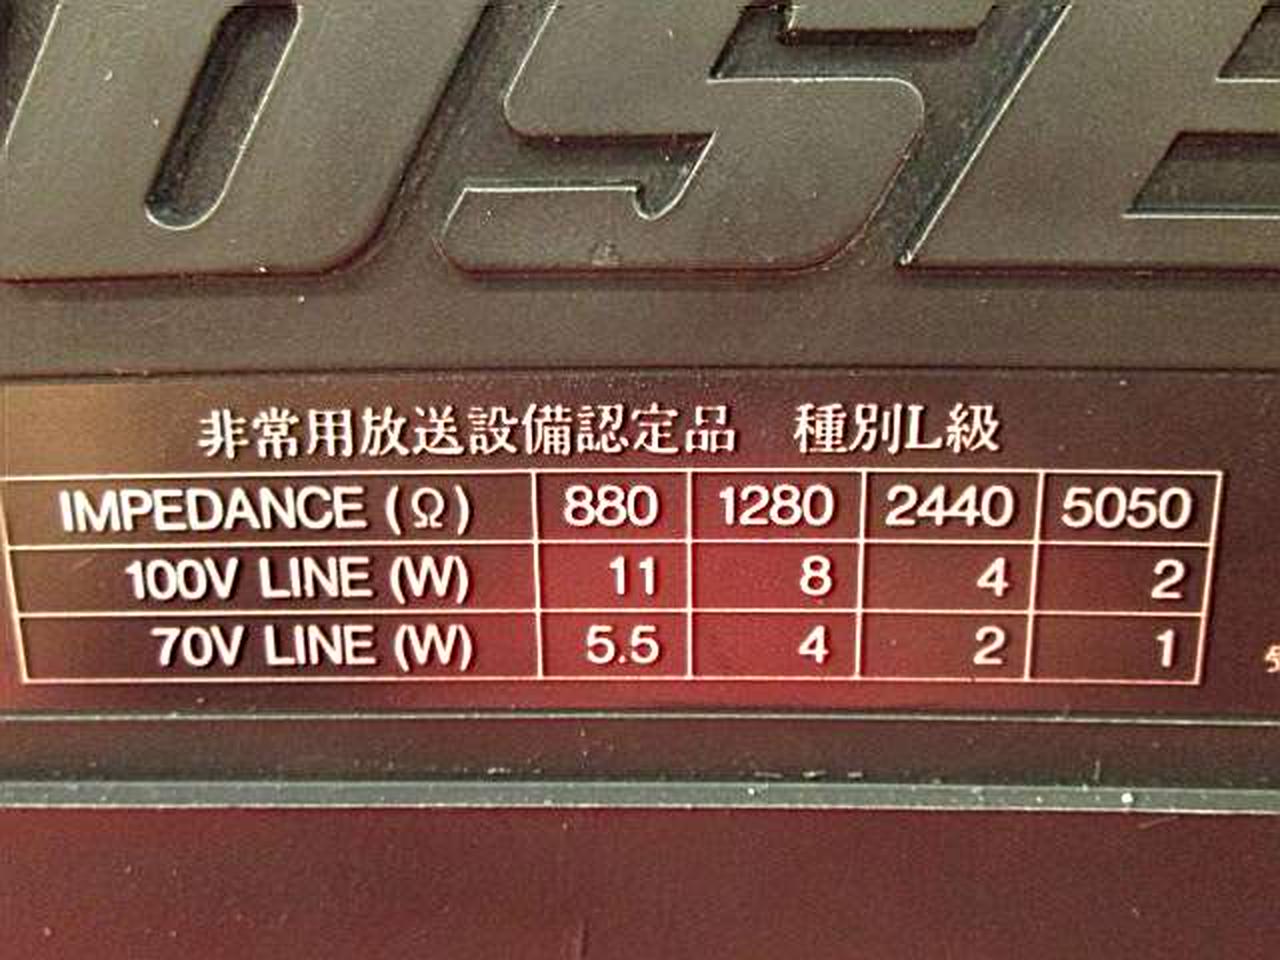 OSE
非常用放送設備認定品 種別L級
IMPEDANCE (Ω) 880 1280 2440 5050
100V LINE (W) 11 8 4 2
70V LINE (W) 5.5 4 2 1